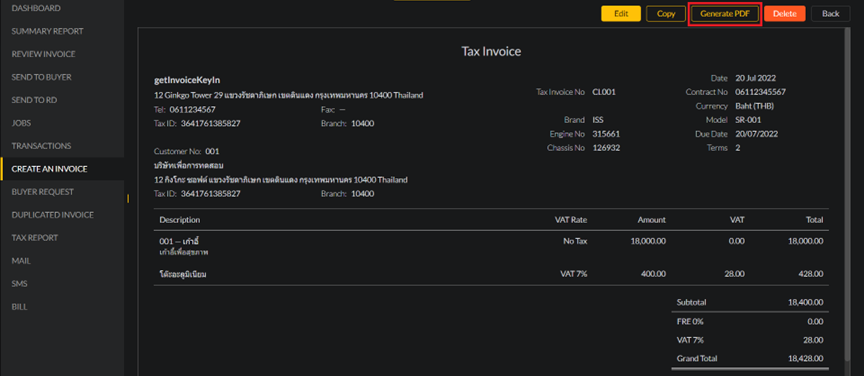 DASHBOARD
SUMMARY REPORT
REVIEW INVOICE
SEND TO BUYER
SEND TO RD
JOBS
TRANSACTIONS
CREATE AN INVOICE
BUYER REQUEST
DUPLICATED INVOICE
TAX REPORT
MAIL
SMS
BILL
Edit Copy Generate PDF Delete Back
Tax Invoice
getInvoiceKeyIn
12 Ginkgo Tower 29 แขวงรัชดาภิเษก เขตดินแดง กรุงเทพมหานคร 10400 Thailand
Tel: 0611234567 Fax: —
Tax ID: 3641761385827 Branch: 10400
Customer No: 001
บริษัทเพื่อการทดสอบ
12 กิงโกะ ซอฟต์ แขวงรัชดาภิเษก เขตดินแดง กรุงเทพมหานคร 10400 Thailand
Tax ID: 3641761385827 Branch: 10400
Tax Invoice No CL001
Brand ISS
Engine No 315661
Chassis No 126932
Date 20 Jul 2022
Contract No 06112345567
Currency Baht (THB)
Model SR-001
Due Date 20/07/2022
Terms 2
Description VAT Rate Amount VAT Total
001 — เก้าอี้ No Tax 18,000.00 0.00 18,000.00
เก้าอี้เพื่อสุขภาพ
โต๊ะอะลูมิเนียม VAT 7% 400.00 28.00 428.00
Subtotal 18,400.00
FRE 0% 0.00
VAT 7% 28.00
Grand Total 18,428.00